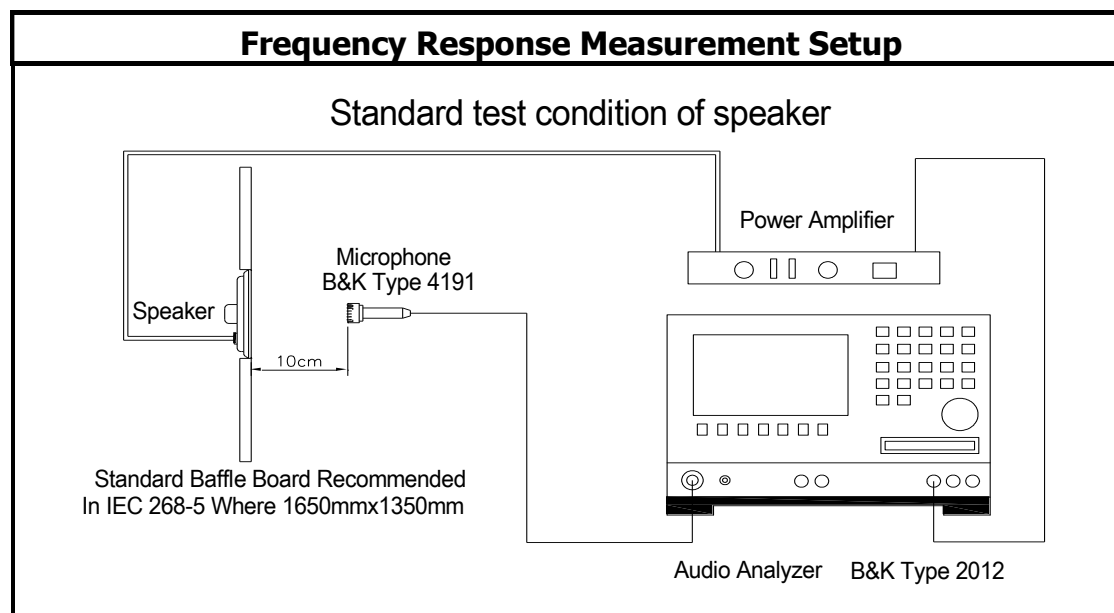 Frequency Response Measurement Setup
Standard test condition of speaker
Power Amplifier
Microphone
B&K Type 4191
Speaker
10cm
Standard Baffle Board Recommended
In IEC 268-5 Where 1650mmx1350mm
Audio Analyzer B&K Type 2012